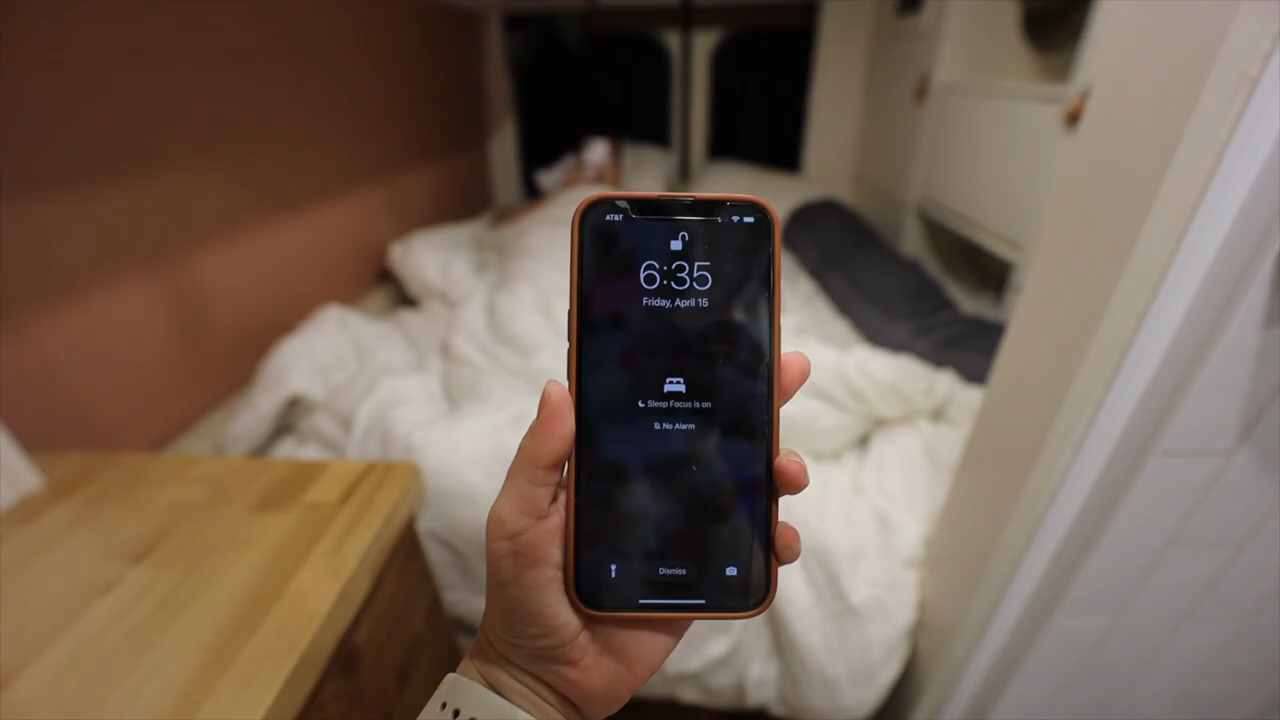 AT&T
6:35
Friday, April 15
Sleep Focus is on
No Alarm
Dismiss